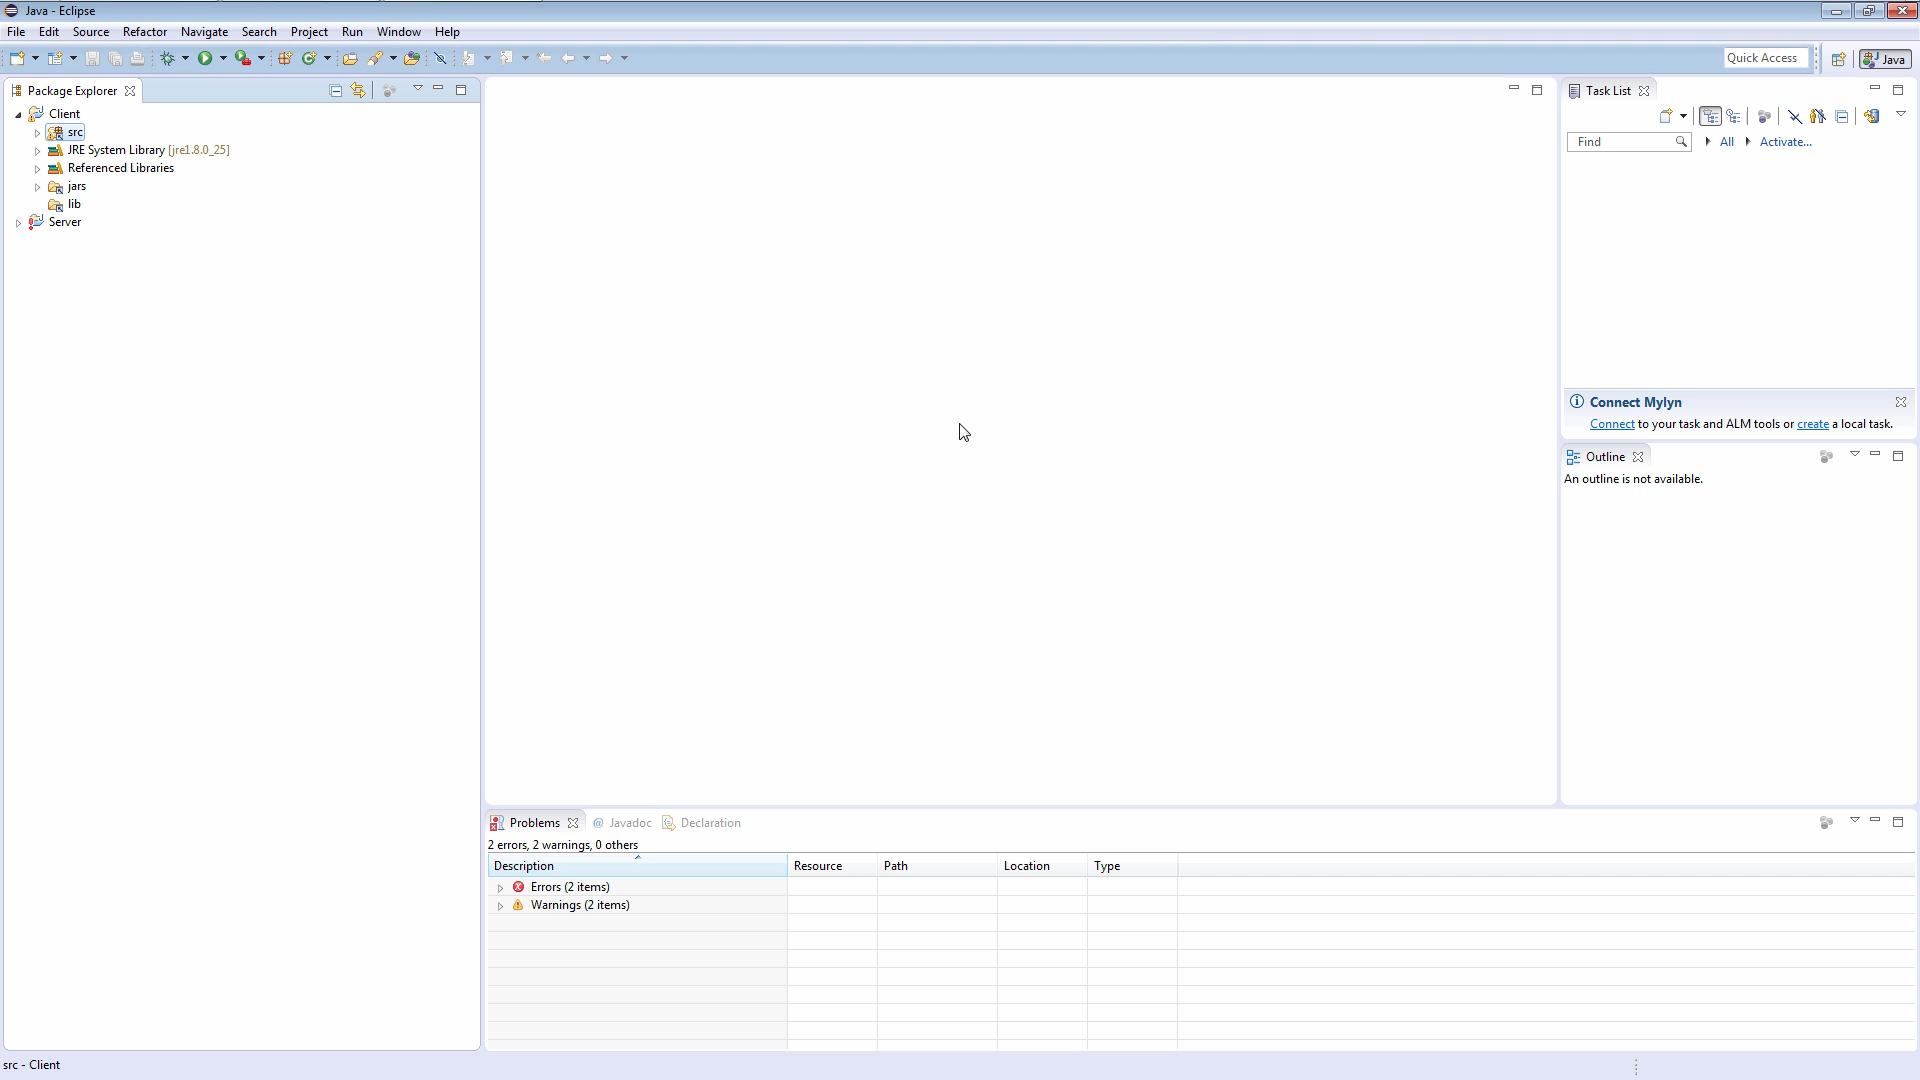 Java - Eclipse
File Edit Source Refactor Navigate Search Project Run Window Help
Quick Access
Java
Package Explorer
Client
src
JRE System Library [jre1.8.0_25]
Referenced Libraries
jars
lib
Server
Task List
Find
All
Activate...
Connect Mylyn
Connect to your task and ALM tools or create a local task.
Outline
An outline is not available.
Problems @ Javadoc Declaration
2 errors, 2 warnings, 0 others
Description Resource Path Location Type
Errors (2 items)
Warnings (2 items)
src - Client